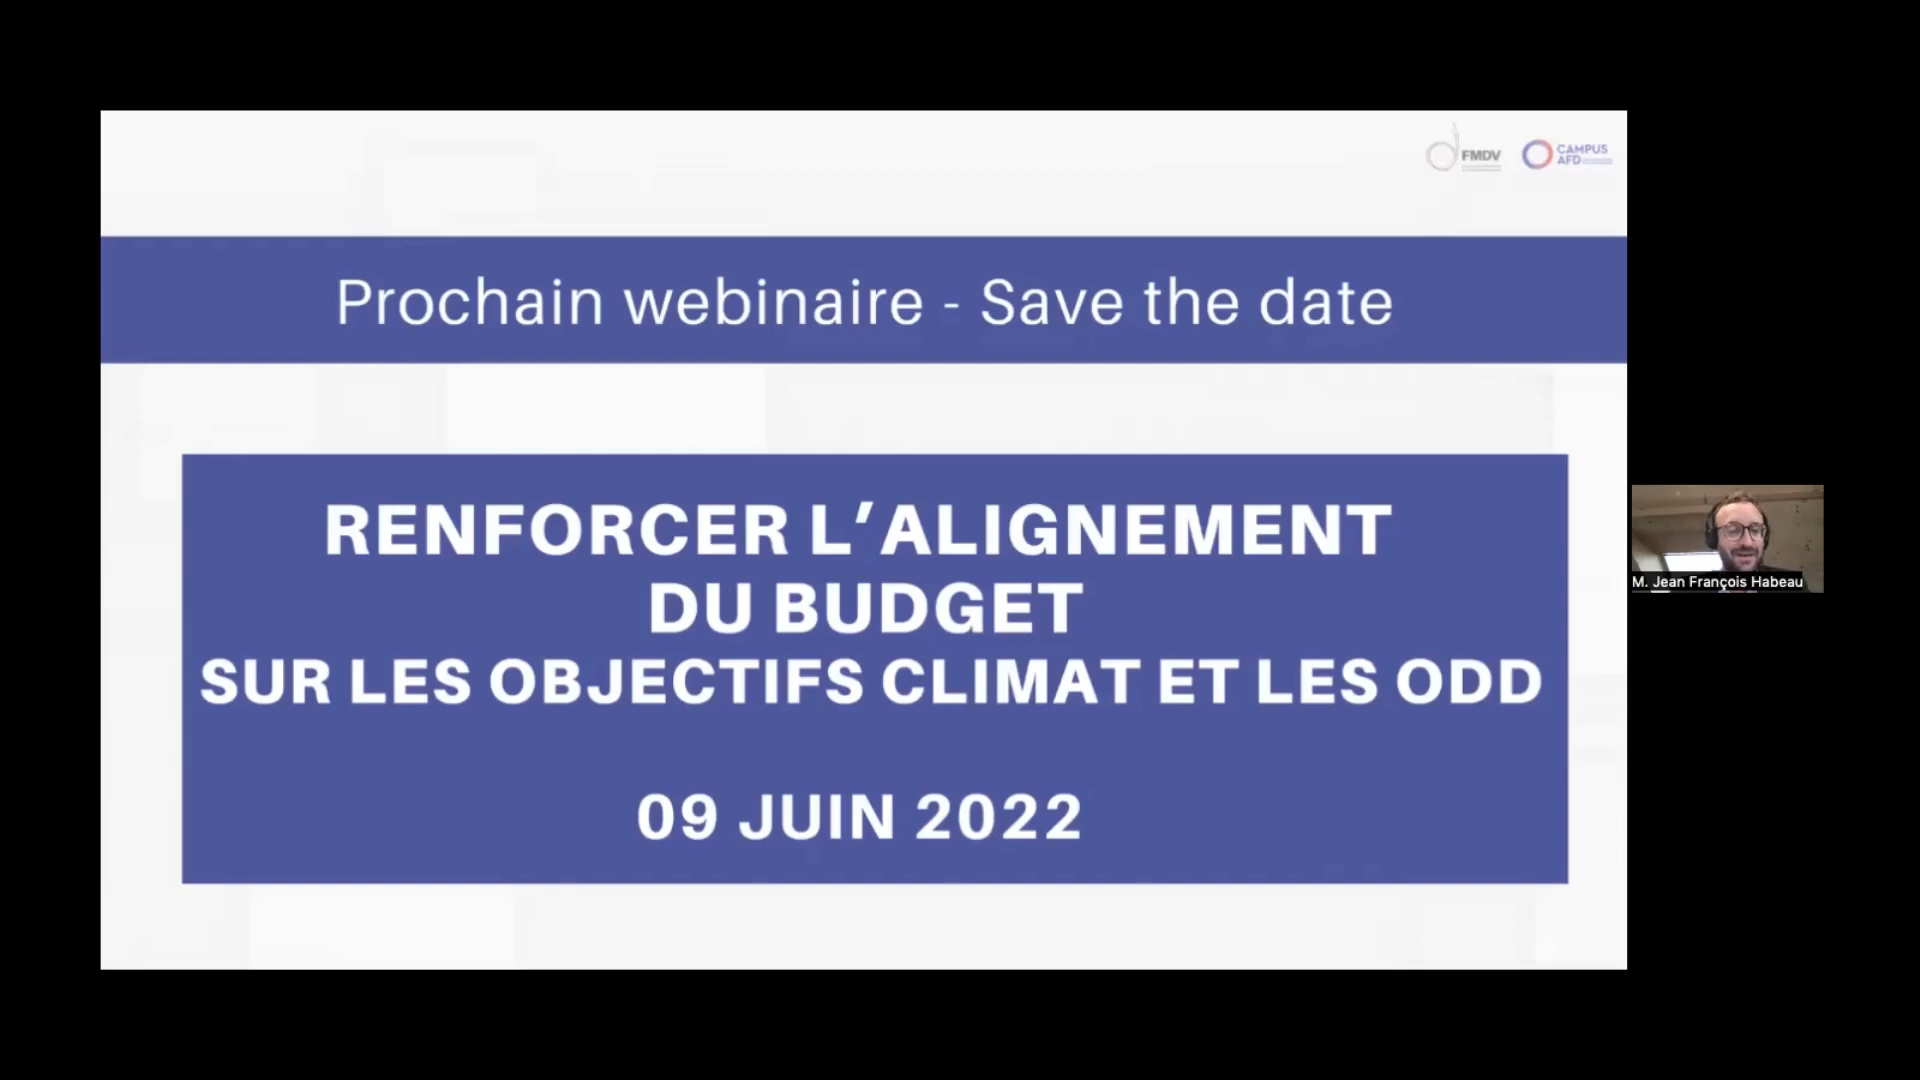 FMDV
CAMPUS
AFD
Prochain webinaire - Save the date
RENFORCER L’ALIGNEMENT
DU BUDGET
SUR LES OBJECTIFS CLIMAT ET LES ODD
09 JUIN 2022
M. Jean François Habeau